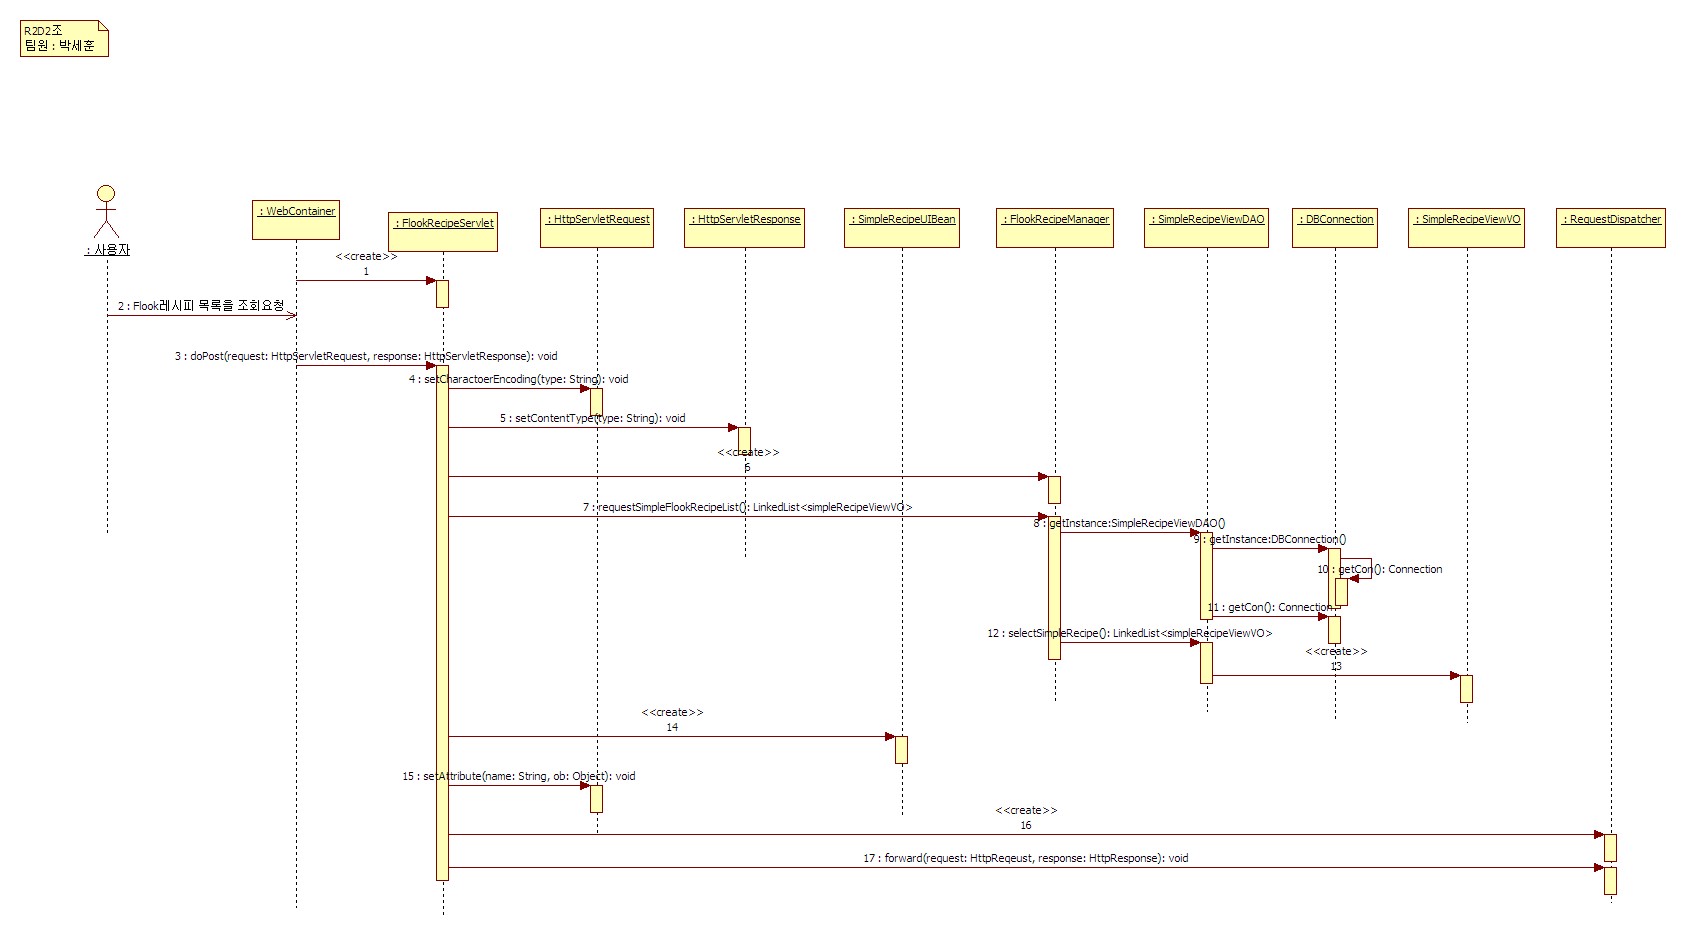 R2D2조
팀원 : 박세훈
: 사용자
: WebContainer
: FlookRecipeServlet
: HttpServletRequest
: HttpServletResponse
: SimpleRecipeUIBean
: FlookRecipeManager
: SimpleRecipeViewDAO
: DBConnection
: SimpleRecipeViewVO
: RequestDispatcher
<<create>>
1
2 : Flook레시피 목록을 조회요청
3 : doPost(request: HttpServletRequest, response: HttpServletResponse): void
4 : setCharactoerEncoding(type: String): void
5 : setContentType(type: String): void
<<create>>
6
7 : requestSimpleFlookRecipeList(): LinkedList<simpleRecipeViewVO>
8 : getInstance:SimpleRecipeViewDAO()
9 : getInstance:DBConnection()
10 : getCon(): Connection
11 : getCon(): Connection
12 : selectSimpleRecipe(): LinkedList<simpleRecipeViewVO>
<<create>>
13
<<create>>
14
15 : setAttribute(name: String, ob: Object): void
<<create>>
16
17 : forward(request: HttpReqeust, response: HttpResponse): void